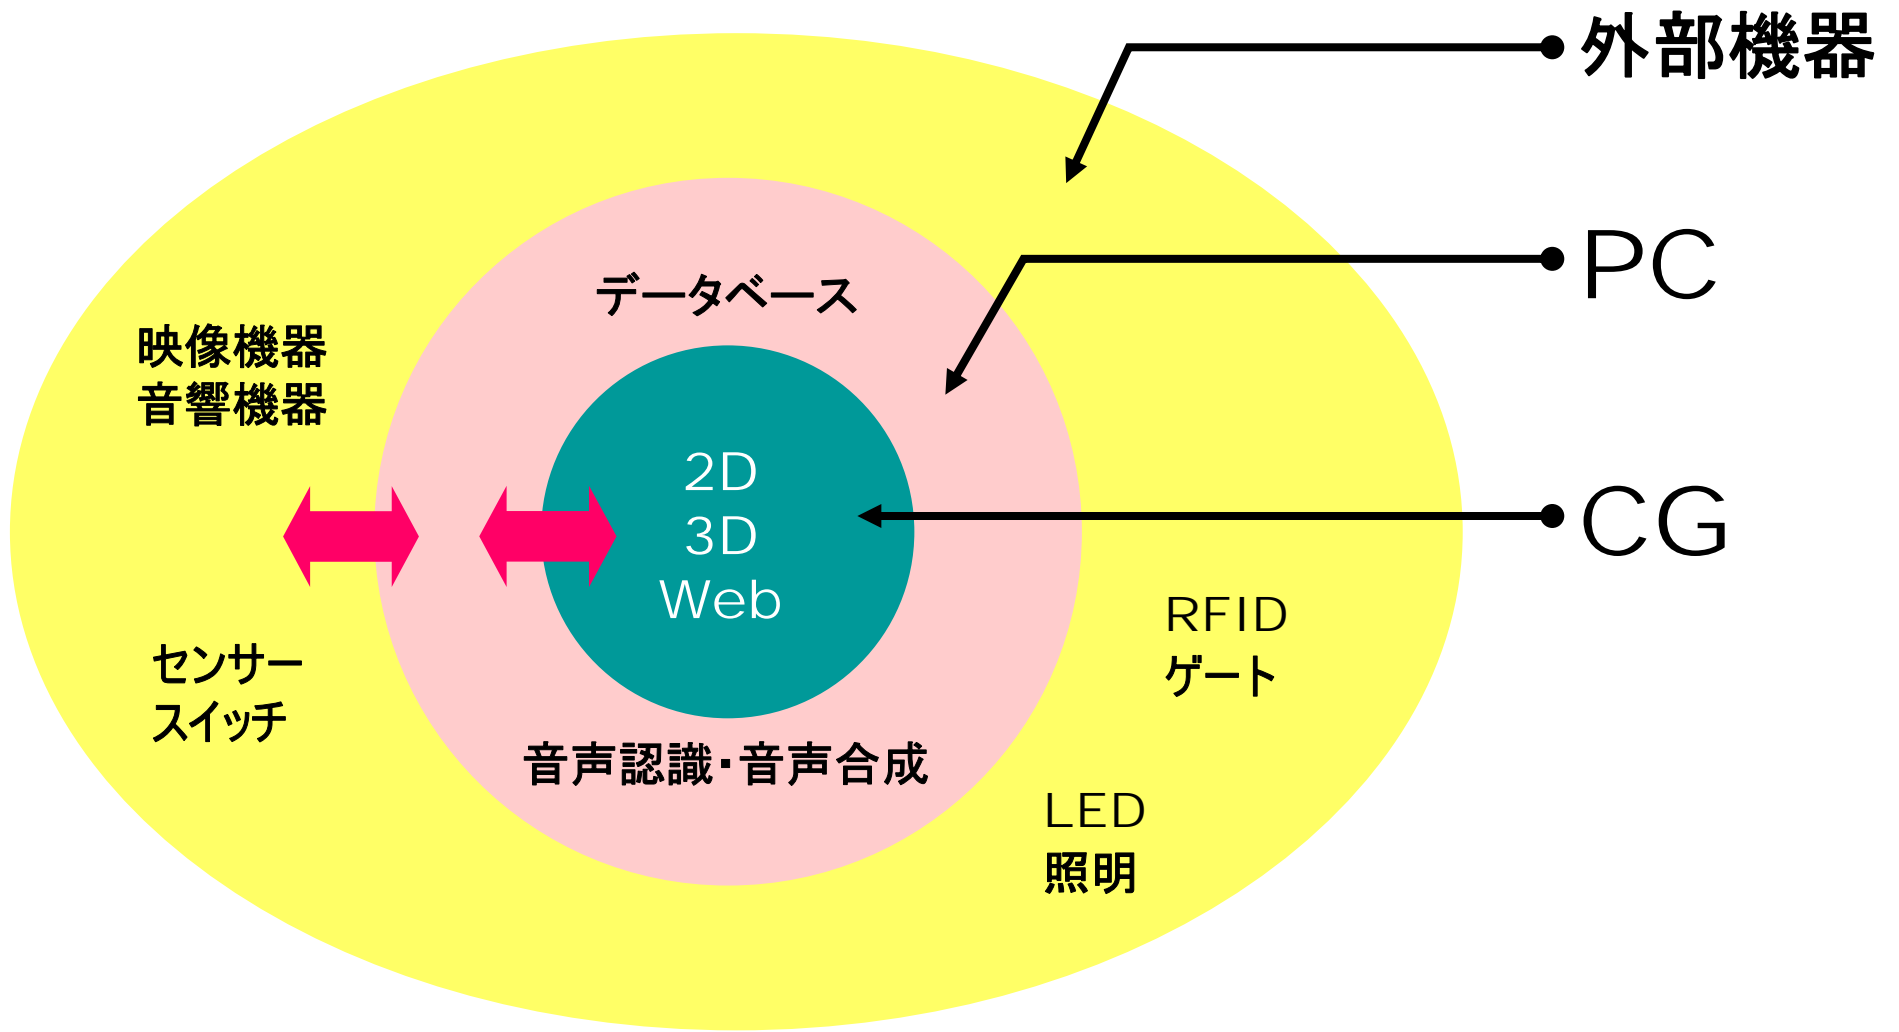 外部機器
PC
CG
データベース
映像機器
音響機器
2D
3D
Web
センサー
スイッチ
RFID
ゲート
音声認識・音声合成
LED
照明